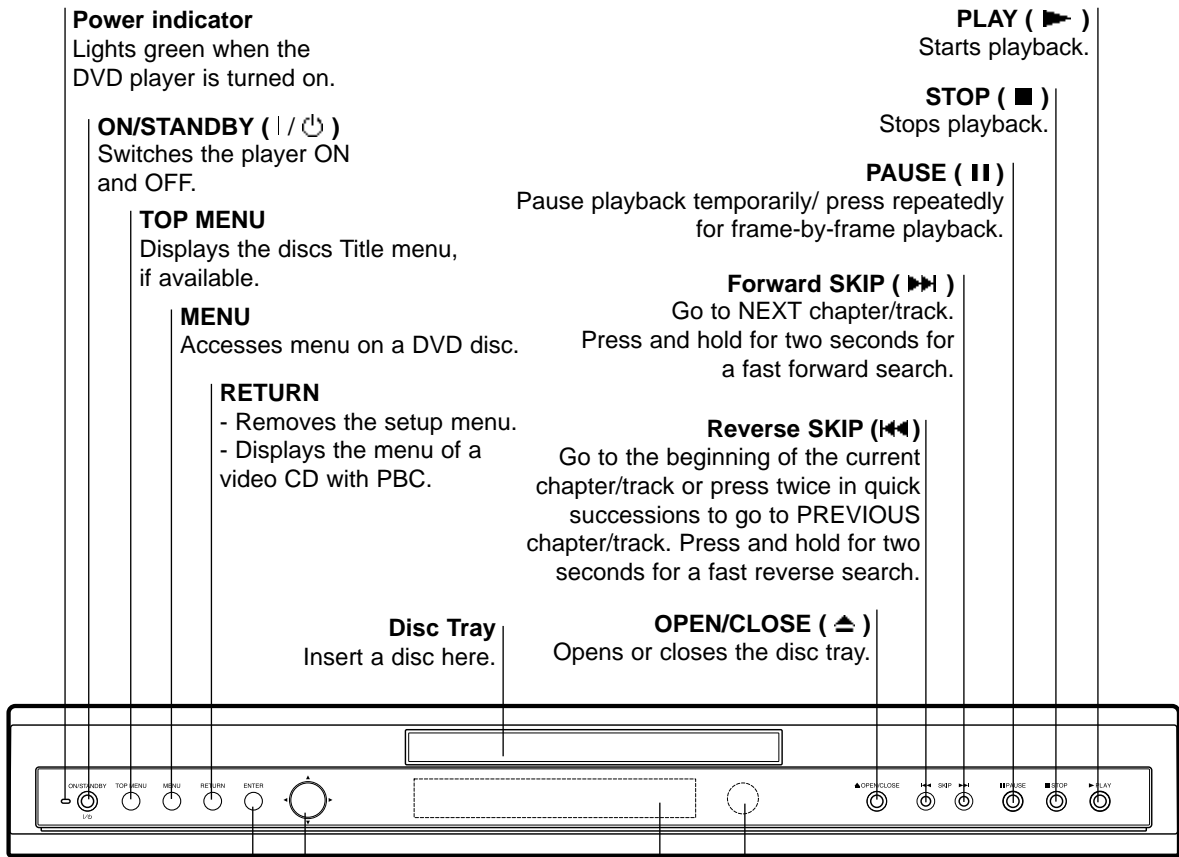 Power indicator
Lights green when the
DVD player is turned on.
ON/STANDBY ( | / ⏻ )
Switches the player ON
and OFF.
TOP MENU
Displays the discs Title menu,
if available.
MENU
Accesses menu on a DVD disc.
RETURN
- Removes the setup menu.
- Displays the menu of a
video CD with PBC.
Disc Tray
Insert a disc here.
PLAY ( ► )
Starts playback.
STOP ( ■ )
Stops playback.
PAUSE ( ❚❚ )
Pause playback temporarily/ press repeatedly
for frame-by-frame playback.
Forward SKIP ( ►►| )
Go to NEXT chapter/track.
Press and hold for two seconds for
a fast forward search.
Reverse SKIP (|◄◄)
Go to the beginning of the current
chapter/track or press twice in quick
successions to go to PREVIOUS
chapter/track. Press and hold for two
seconds for a fast reverse search.
OPEN/CLOSE ( ⏏ )
Opens or closes the disc tray.
ON/STANDBY TOP MENU MENU RETURN ENTER ⏏ OPEN/CLOSE |◄◄ SKIP ►►| ❚❚ PAUSE ■ STOP ► PLAY
I/⏻